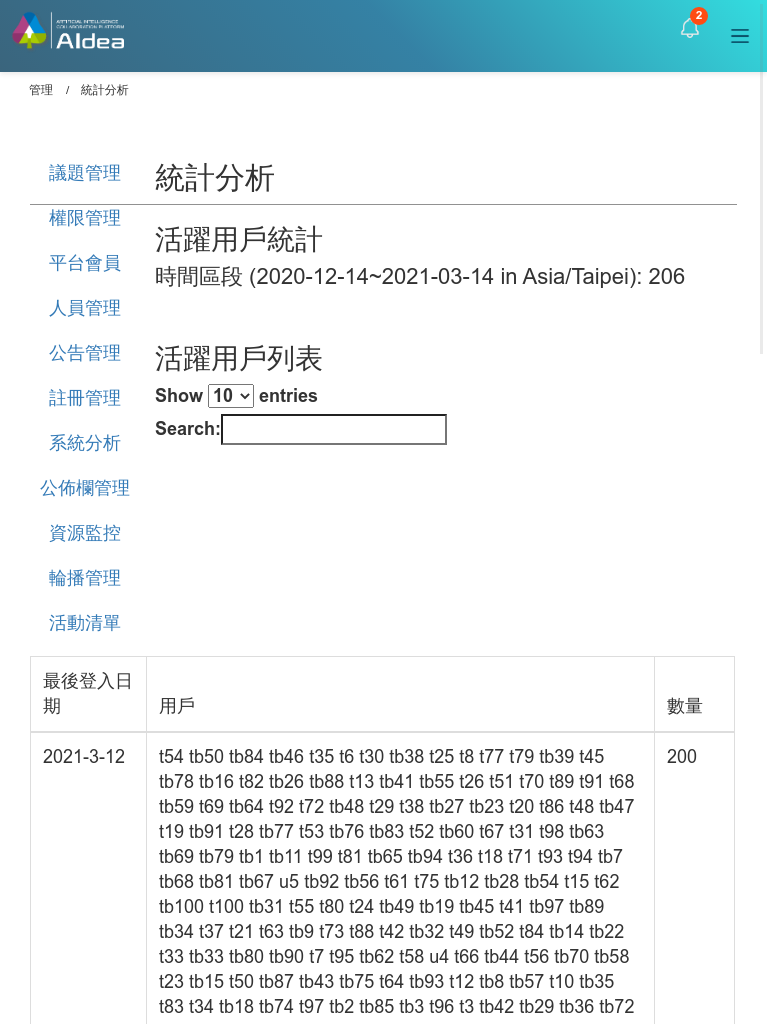 ARTIFICIAL INTELLIGENCE
COLLABORATION PLATFORM
AIdea
2
管理 / 統計分析
議題管理
權限管理
平台會員
人員管理
公告管理
註冊管理
系統分析
公佈欄管理
資源監控
輪播管理
活動清單
統計分析
活躍用戶統計
時間區段 (2020-12-14~2021-03-14 in Asia/Taipei): 206
活躍用戶列表
Show 10 entries
Search:
最後登入日期 用戶 數量
2021-3-12 200
t54 tb50 tb84 tb46 t35 t6 t30 tb38 t25 t8 t77 t79 tb39 t45
tb78 tb16 t82 tb26 tb88 t13 tb41 tb55 t26 t51 t70 t89 t91 t68
tb59 t69 tb64 t92 t72 tb48 t29 t38 tb27 tb23 t20 t86 t48 tb47
t19 tb91 t28 tb77 t53 tb76 tb83 t52 tb60 t67 t31 t98 tb63
tb69 tb79 tb1 tb11 t99 t81 tb65 tb94 t36 t18 t71 t93 t94 tb7
tb68 tb81 tb67 u5 tb92 tb56 t61 t75 tb12 tb28 tb54 t15 t62
tb100 t100 tb31 t55 t80 t24 tb49 tb19 tb45 t41 tb97 tb89
tb34 t37 t21 t63 tb9 t73 t88 t42 tb32 t49 tb52 t84 tb14 tb22
t33 tb33 tb80 tb90 t7 t95 tb62 t58 u4 t66 tb44 t56 tb70 tb58
t23 tb15 t50 tb87 tb43 tb75 t64 tb93 t12 tb8 tb57 t10 tb35
t83 t34 tb18 tb74 t97 tb2 tb85 tb3 t96 t3 tb42 tb29 tb36 tb72